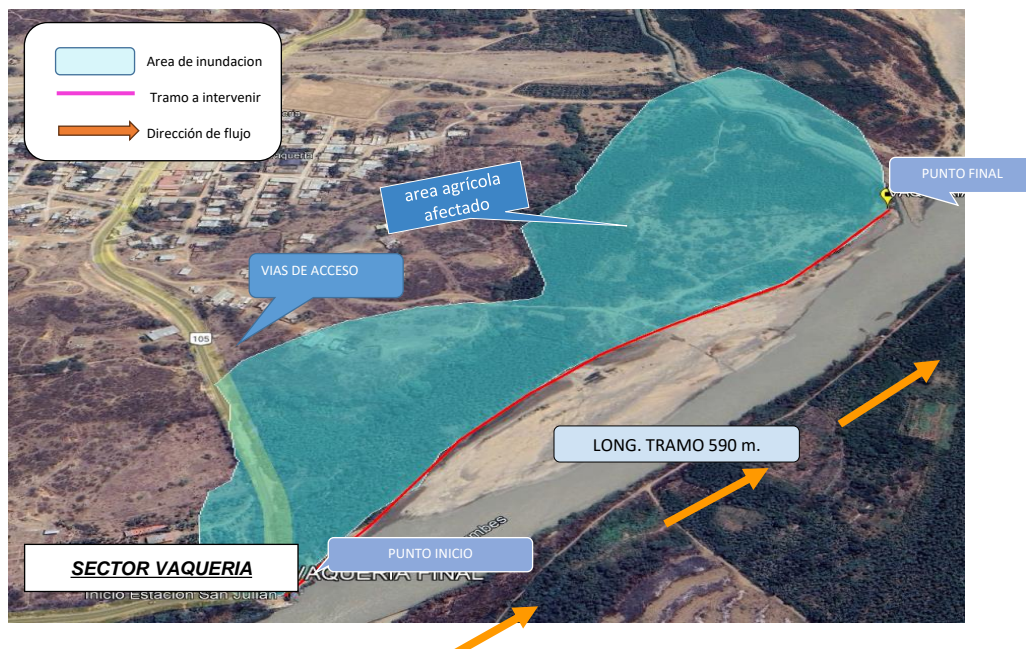 Area de inundacion
Tramo a intervenir
Dirección de flujo
area agrícola
afectado
PUNTO FINAL
VIAS DE ACCESO
105
LONG. TRAMO 590 m.
PUNTO INICIO
SECTOR VAQUERIA
VAQUERIA FINAL
Inicio Estación San Julian